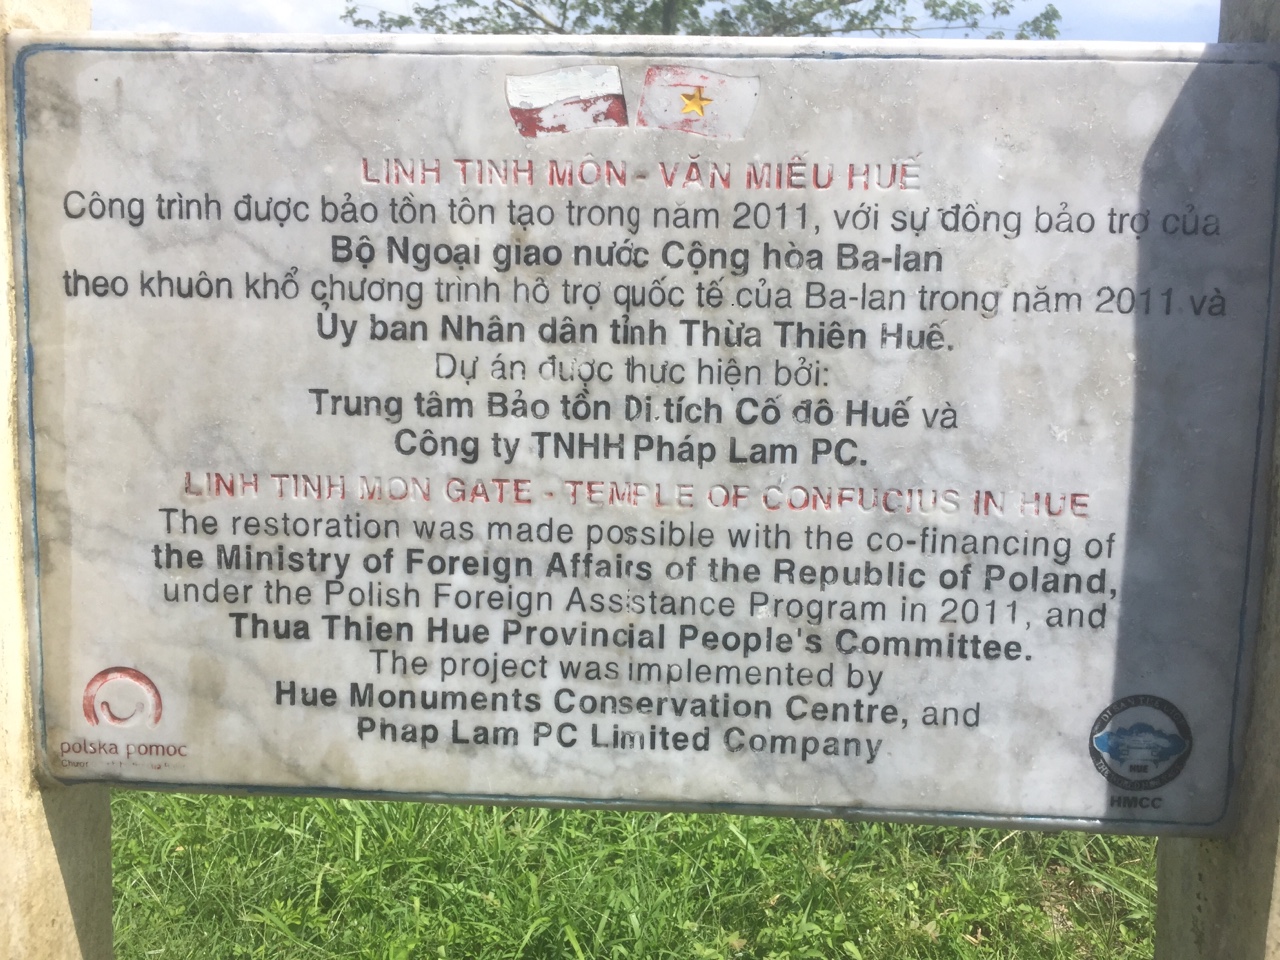 LINH TINH MÔN - VĂN MIẾU HUẾ
Công trình được bảo tồn tôn tạo trong năm 2011, với sự đồng bảo trợ của
Bộ Ngoại giao nước Cộng hòa Ba-lan
theo khuôn khổ chương trình hô trợ quốc tế của Ba-lan trong năm 2011 và
Ủy ban Nhân dân tỉnh Thừa Thiên Huế.
Dự án được thưc hiện bởi:
Trung tâm Bảo tồn Di tích Cố đô Huế và
Công ty TNHH Pháp Lam PC.
LINH TINH MON GATE - TEMPLE OF CONFUCIUS IN HUE
The restoration was made possible with the co-financing of
the Ministry of Foreign Affairs of the Republic of Poland,
under the Polish Foreign Assistance Program in 2011, and
Thua Thien Hue Provincial People's Committee.
The project was implemented by
Hue Monuments Conservation Centre, and
Phap Lam PC Limited Company
polska pomoc
HUE
HMCC